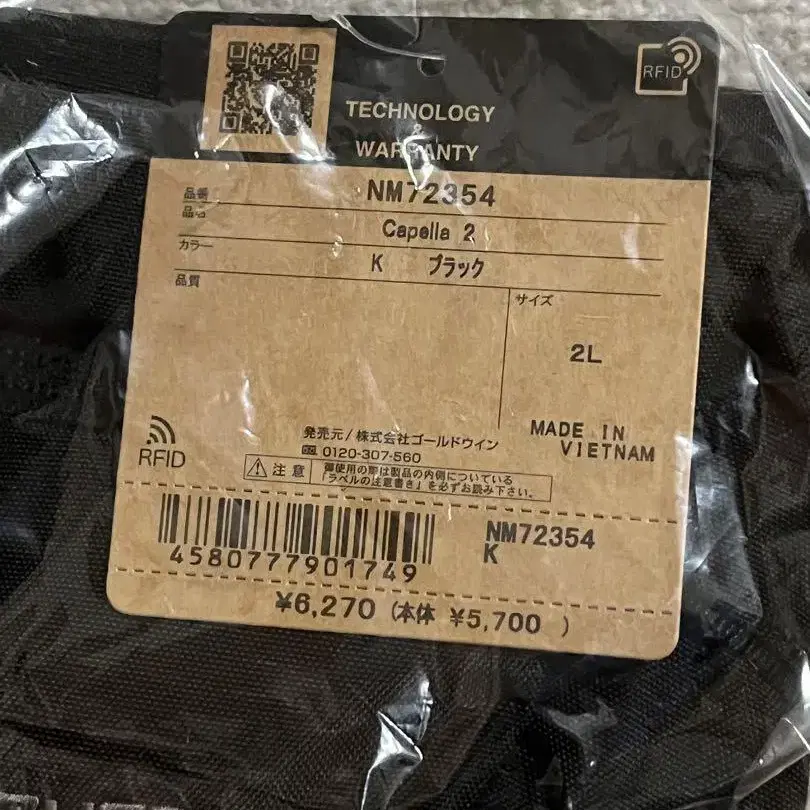 RFID
TECHNOLOGY
&
WARRANTY
品番 NM72354
品名 Capella 2
カラー K ブラック
品質
サイズ
2L
MADE IN
VIETNAM
RFID
発売元/株式会社ゴールドウイン
0120-307-560
注意
御使用の際は製品の内側についている
「ラベルの注意書き」を必ずお読み下さい。
4580777901749
NM72354
K
¥6,270 (本体 ¥5,700 )